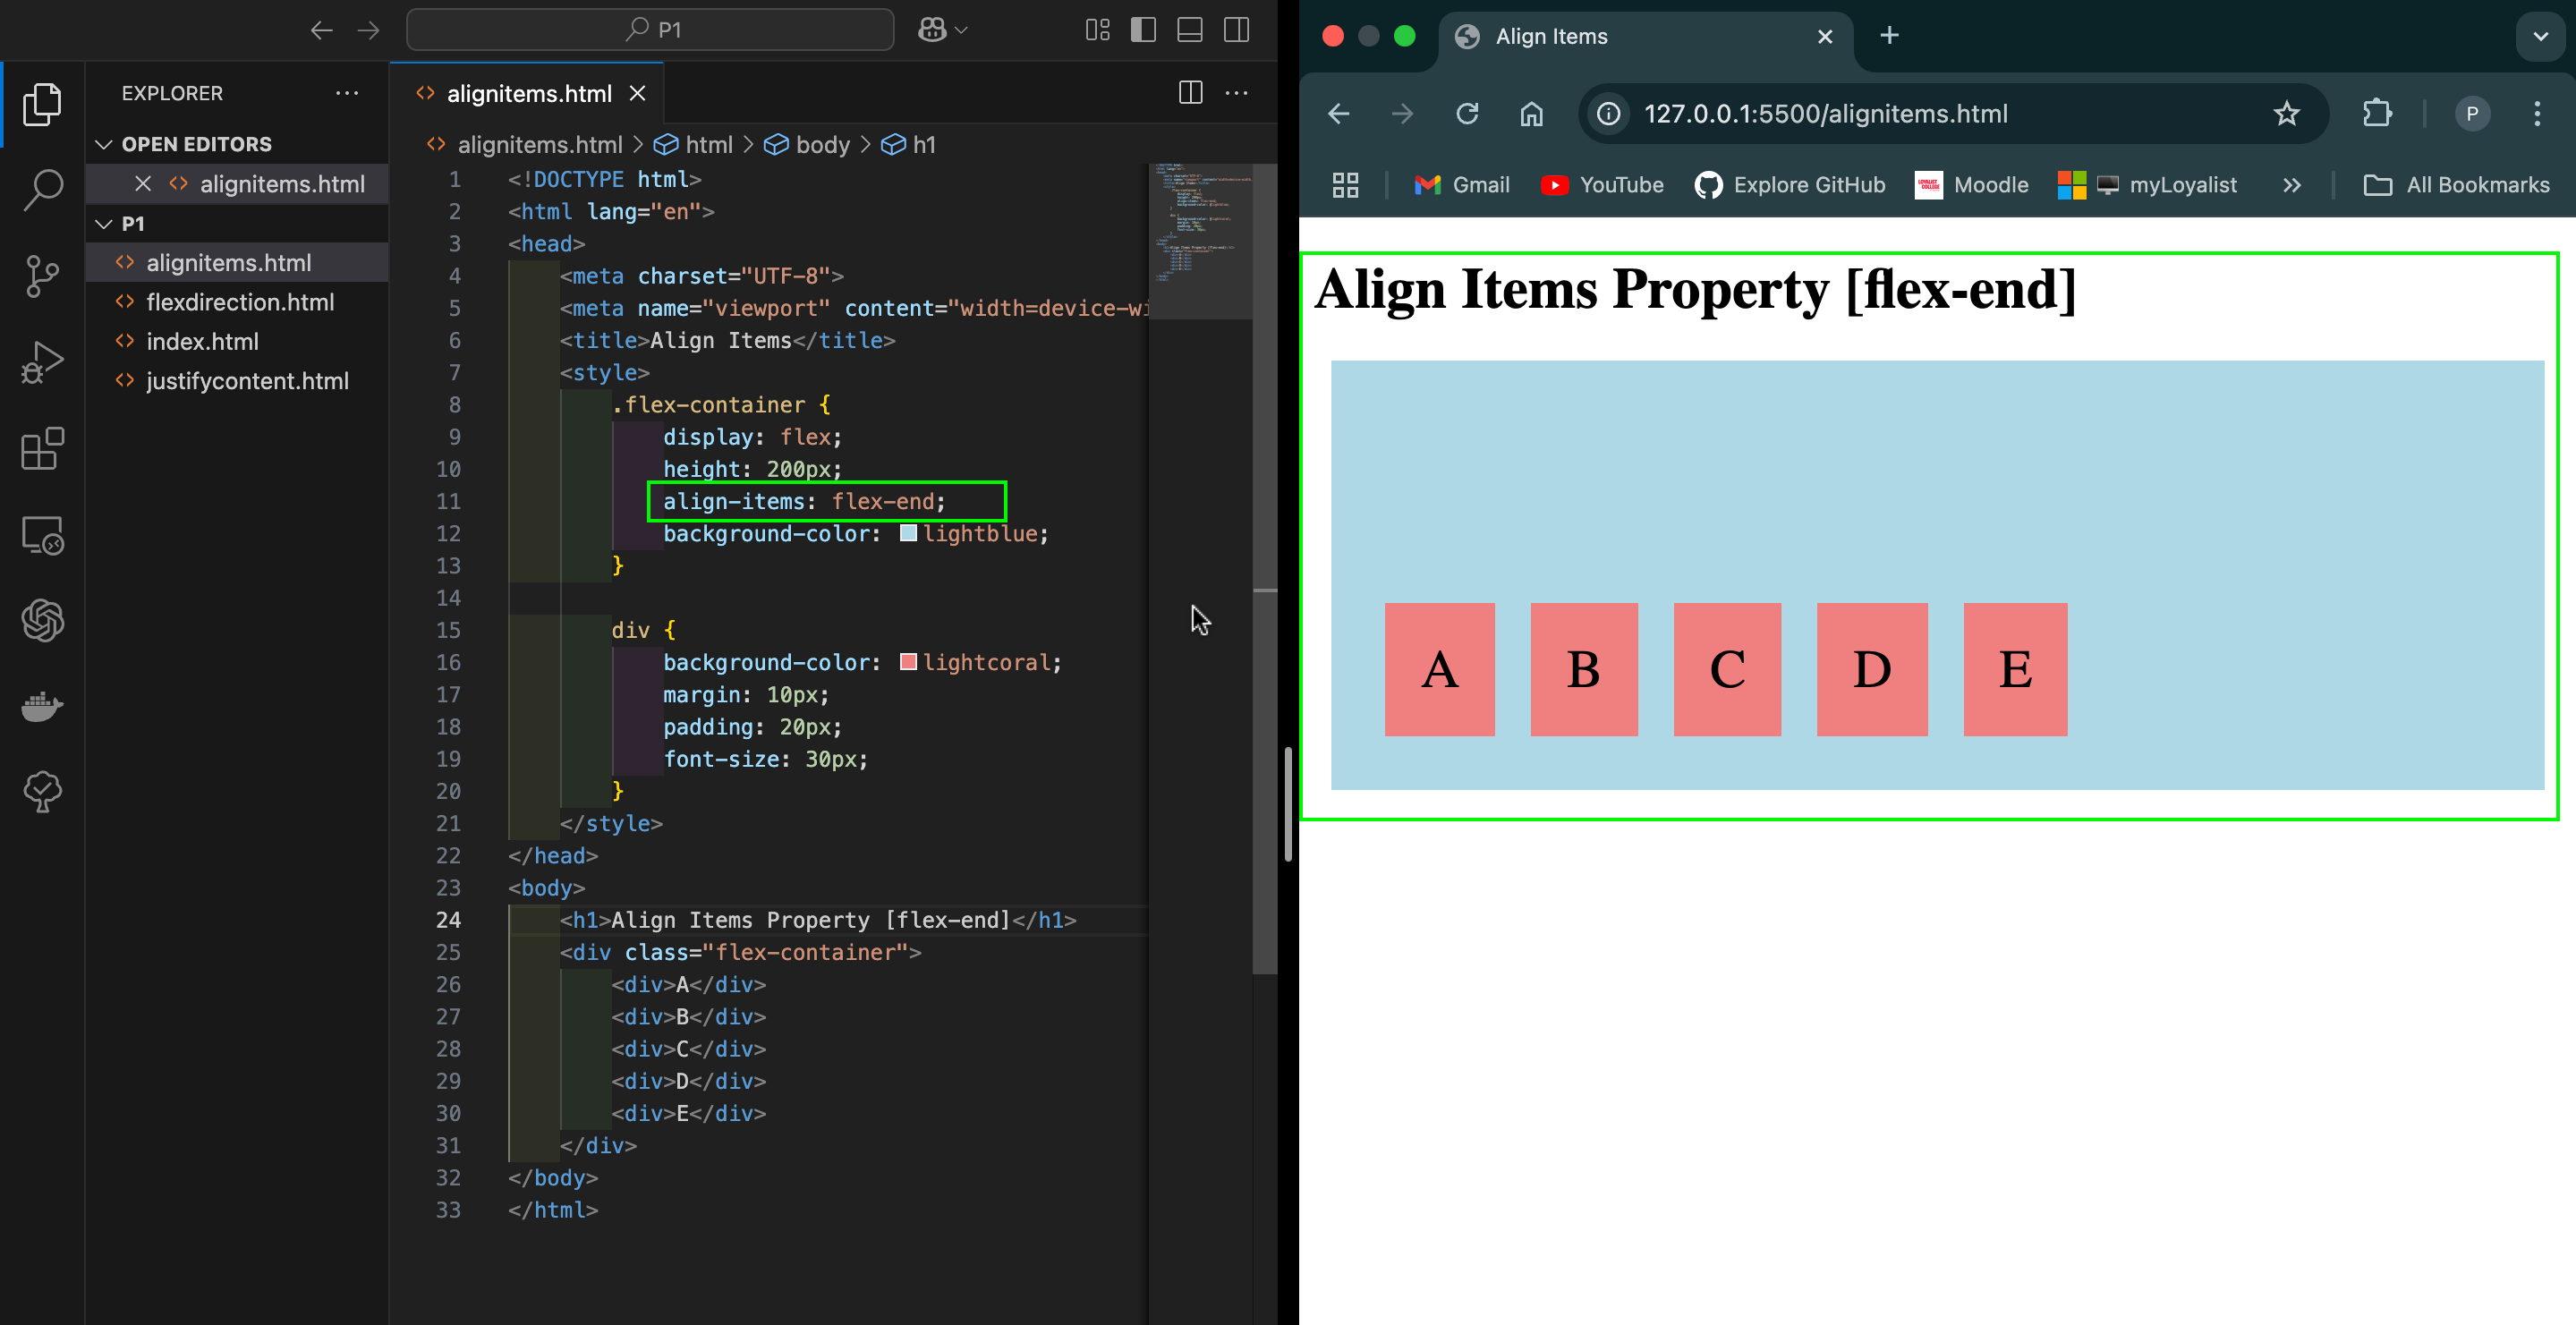 P1
EXPLORER
OPEN EDITORS
alignitems.html
P1
alignitems.html
flexdirection.html
index.html
justifycontent.html
alignitems.html
alignitems.html > html > body > h1
1 <!DOCTYPE html>
2 <html lang="en">
3 <head>
4 <meta charset="UTF-8">
5 <meta name="viewport" content="width=device-wi
6 <title>Align Items</title>
7 <style>
8 .flex-container {
9 display: flex;
10 height: 200px;
11 align-items: flex-end;
12 background-color: lightblue;
13 }
14
15 div {
16 background-color: lightcoral;
17 margin: 10px;
18 padding: 20px;
19 font-size: 30px;
20 }
21 </style>
22 </head>
23 <body>
24 <h1>Align Items Property [flex-end]</h1>
25 <div class="flex-container">
26 <div>A</div>
27 <div>B</div>
28 <div>C</div>
29 <div>D</div>
30 <div>E</div>
31 </div>
32 </body>
33 </html>
Align Items
127.0.0.1:5500/alignitems.html
P
Gmail YouTube Explore GitHub Moodle myLoyalist >> All Bookmarks
Align Items Property [flex-end]
A B C D E